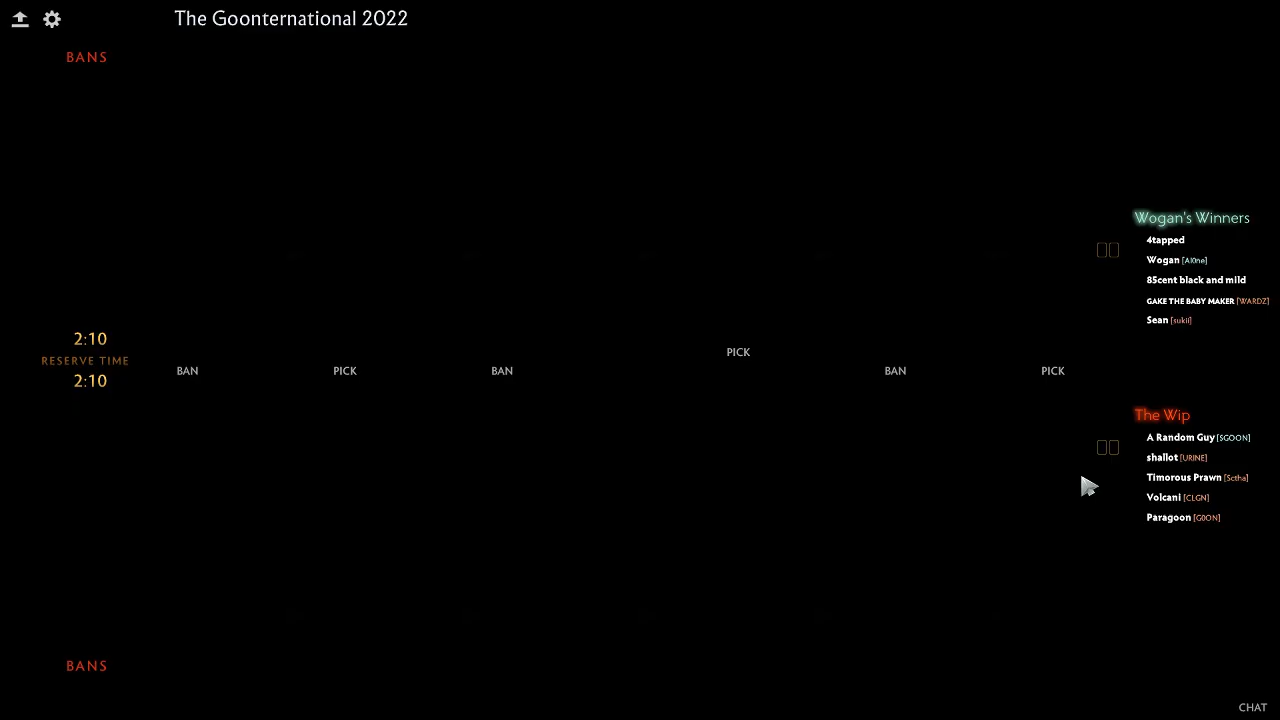 The Goonternational 2022
BANS
Wogan's Winners
4tapped
Wogan [Al0ne]
85cent black and mild
GAKE THE BABY MAKER [WARDZ]
Sean [sukii]
2:10
RESERVE TIME
2:10
BAN PICK BAN PICK BAN PICK
The Wip
A Random Guy [SGOON]
shallot [URINE]
Timorous Prawn [Sctha]
Volcani [CLGN]
Paragoon [G0ON]
BANS
CHAT